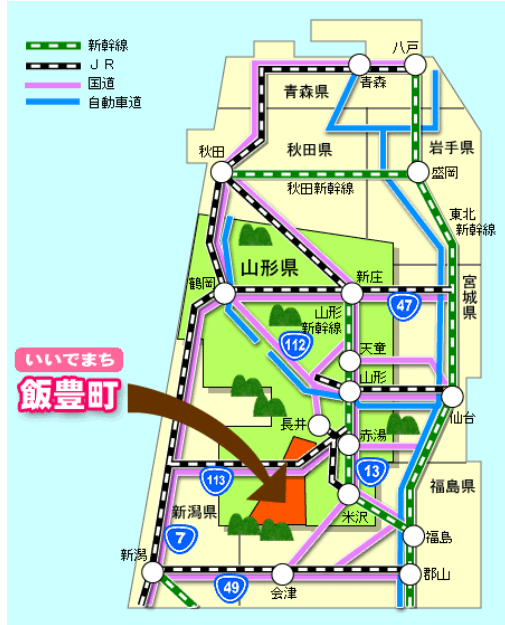 新幹線
ＪＲ
国道
自動車道
八戸
青森
青森県
秋田
秋田県
岩手県
盛岡
秋田新幹線
東北
新幹線
山形県
鶴岡
新庄
宮城県
47
山形
新幹線
112
天童
いいでまち
飯豊町
山形
長井
仙台
赤湯
113
13
新潟県
福島県
米沢
7
福島
新潟
49
会津
郡山